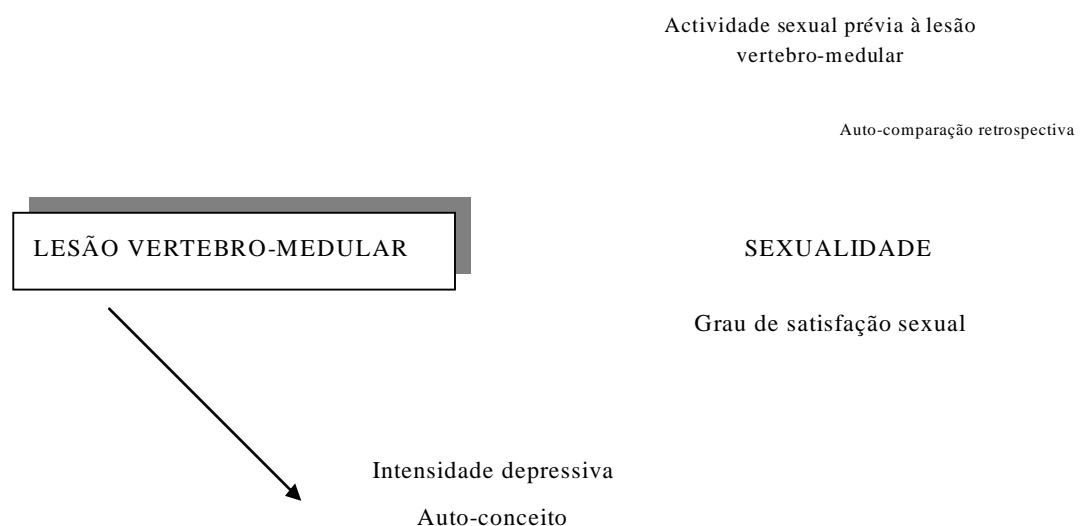 Actividade sexual prévia à lesão
vertebro-medular
Auto-comparação retrospectiva
LESÃO VERTEBRO-MEDULAR
SEXUALIDADE
Grau de satisfação sexual
Intensidade depressiva
Auto-conceito